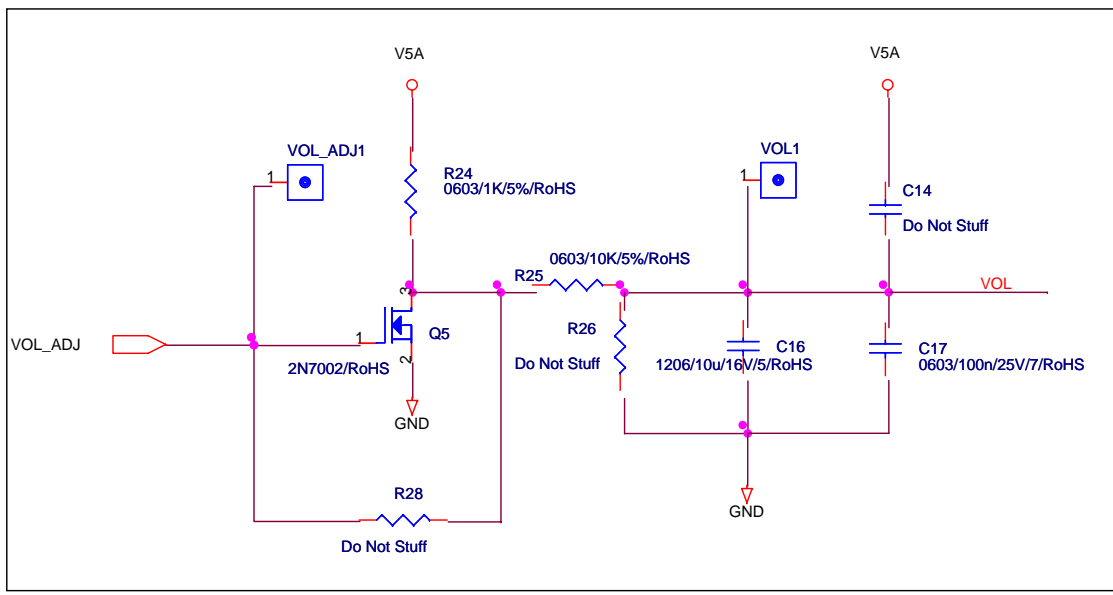 V5A
V5A
VOL_ADJ1
1
R24
0603/1K/5%/RoHS
VOL1
1
C14
Do Not Stuff
0603/10K/5%/RoHS
R25
VOL
3
1
Q5
2
2N7002/RoHS
VOL_ADJ
R26
Do Not Stuff
C16
1206/10u/16V/5/RoHS
C17
0603/100n/25V/7/RoHS
GND
GND
R28
Do Not Stuff